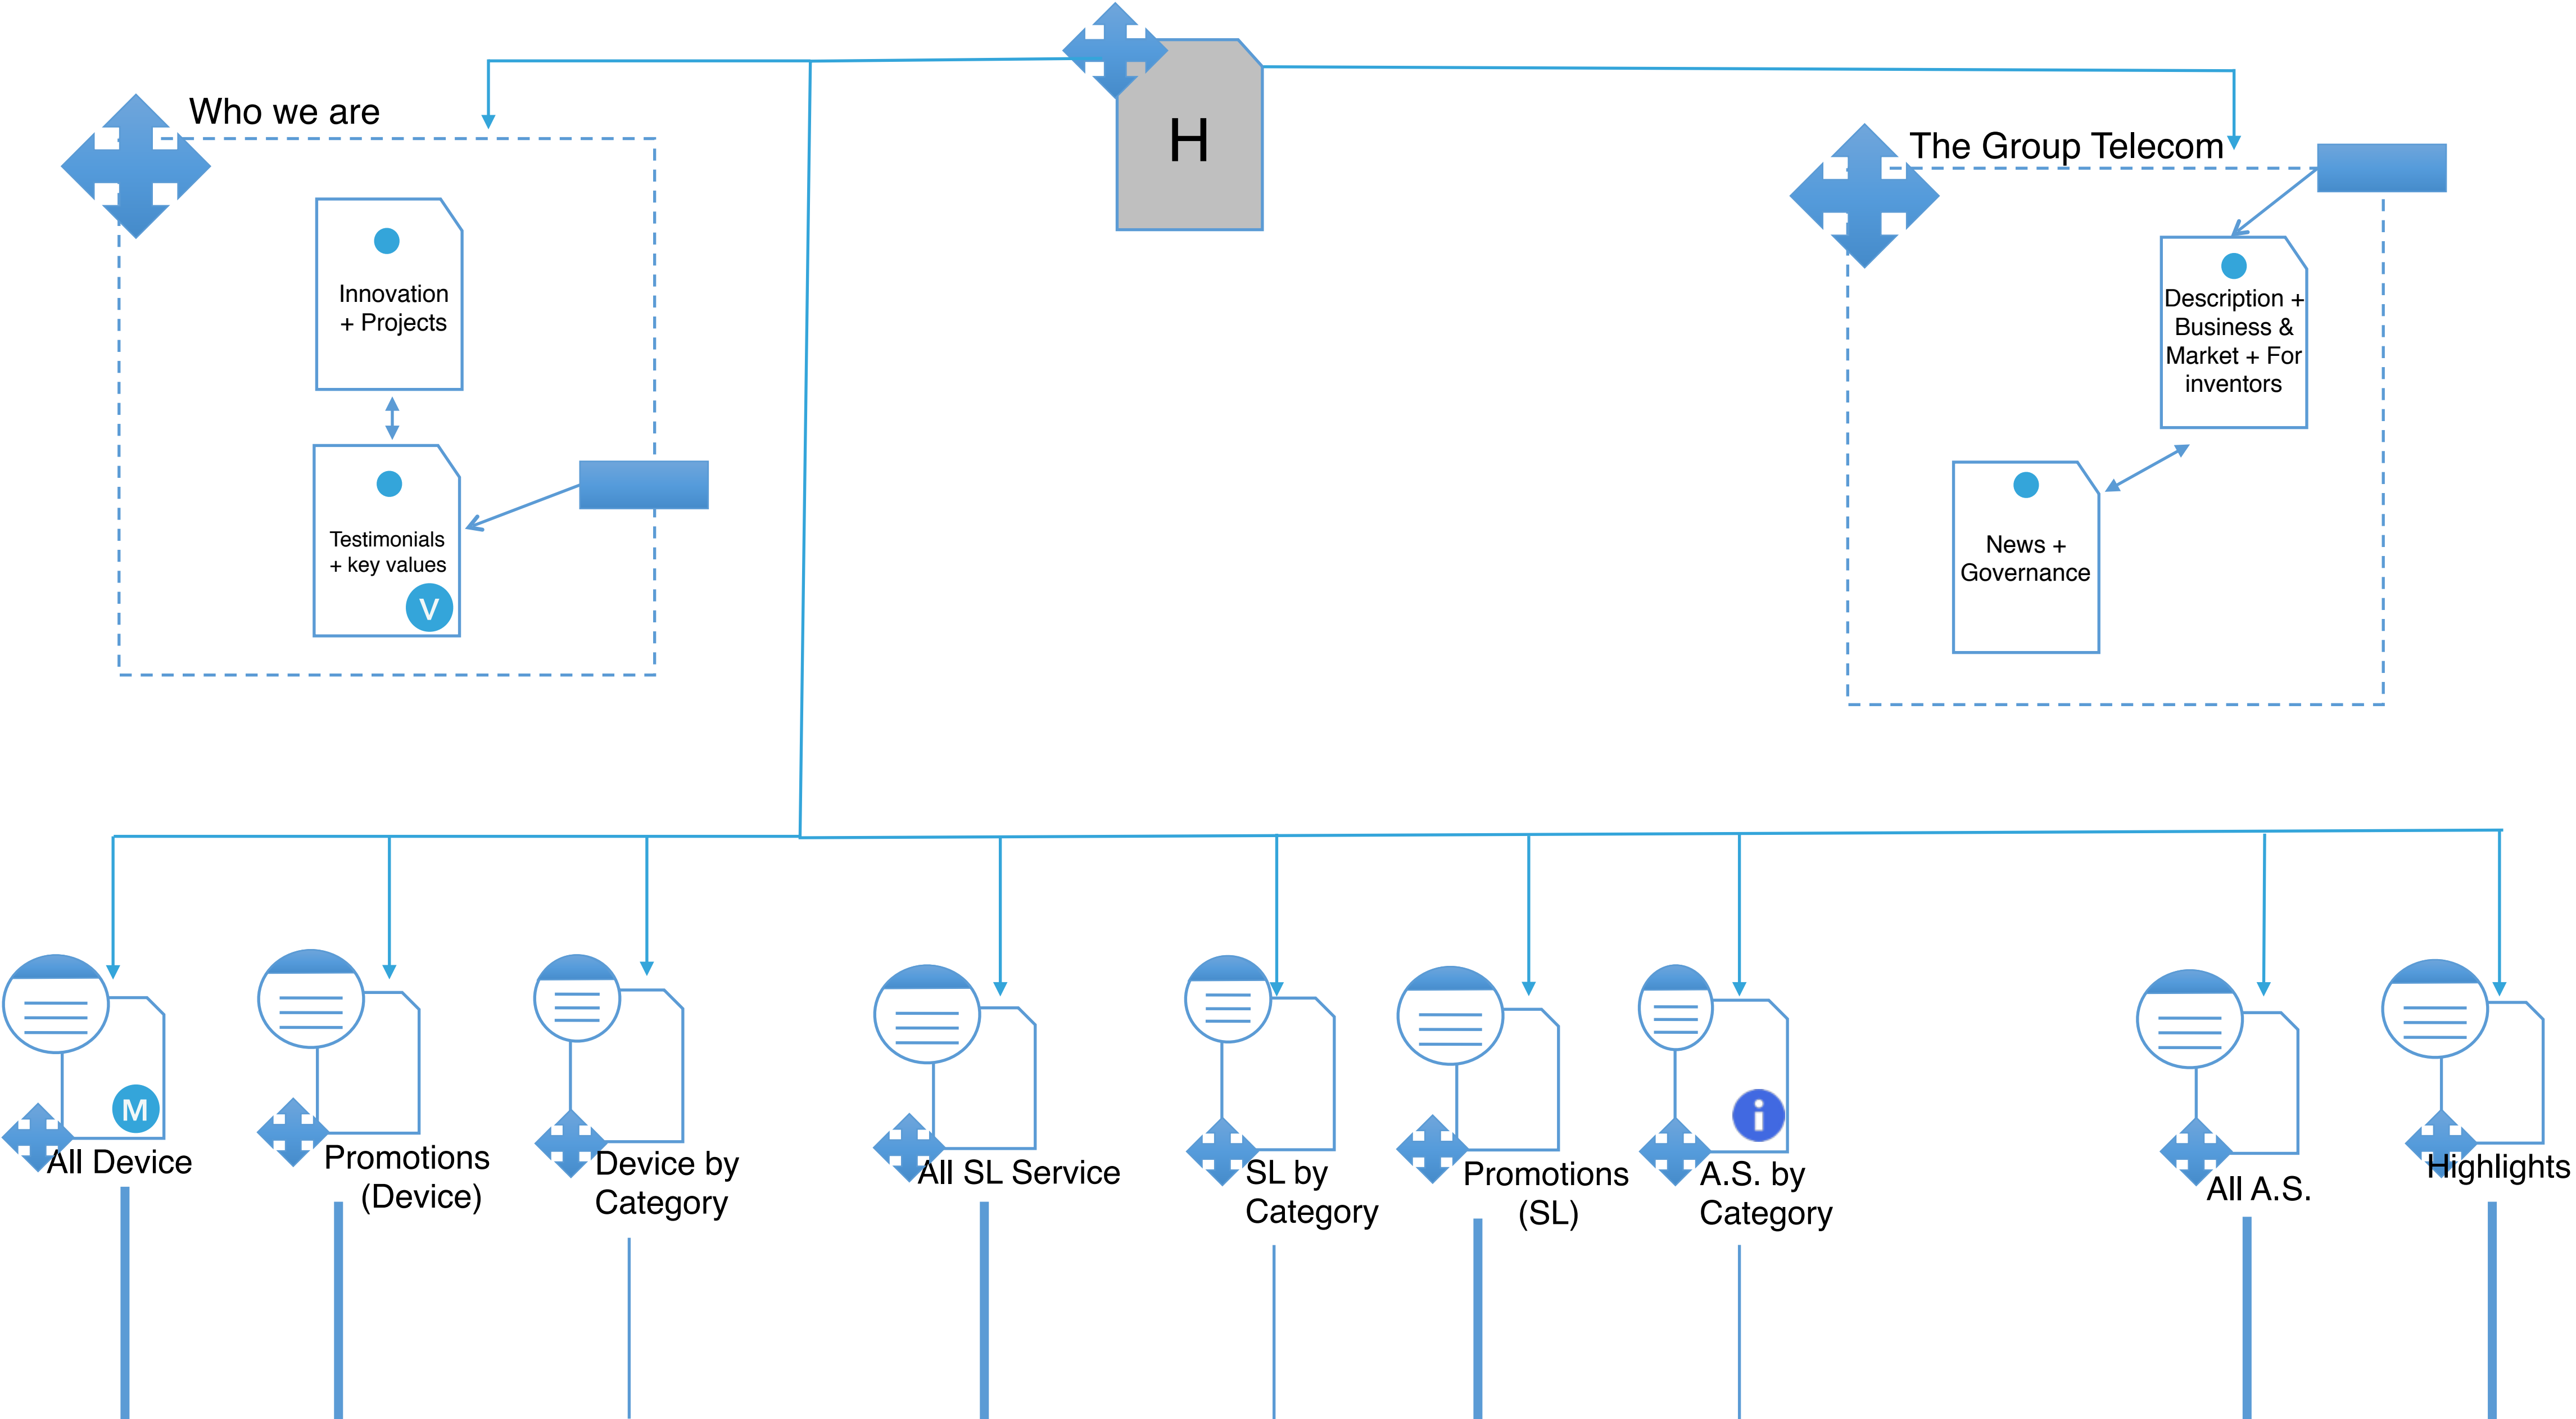 H
Who we are
The Group Telecom
Innovation
+ Projects
Description +
Business &
Market + For
inventors
Testimonials
+ key values
V
News +
Governance
M
i
All Device
Promotions
(Device)
Device by
Category
All SL Service
SL by
Category
Promotions
(SL)
A.S. by
Category
All A.S.
Highlights